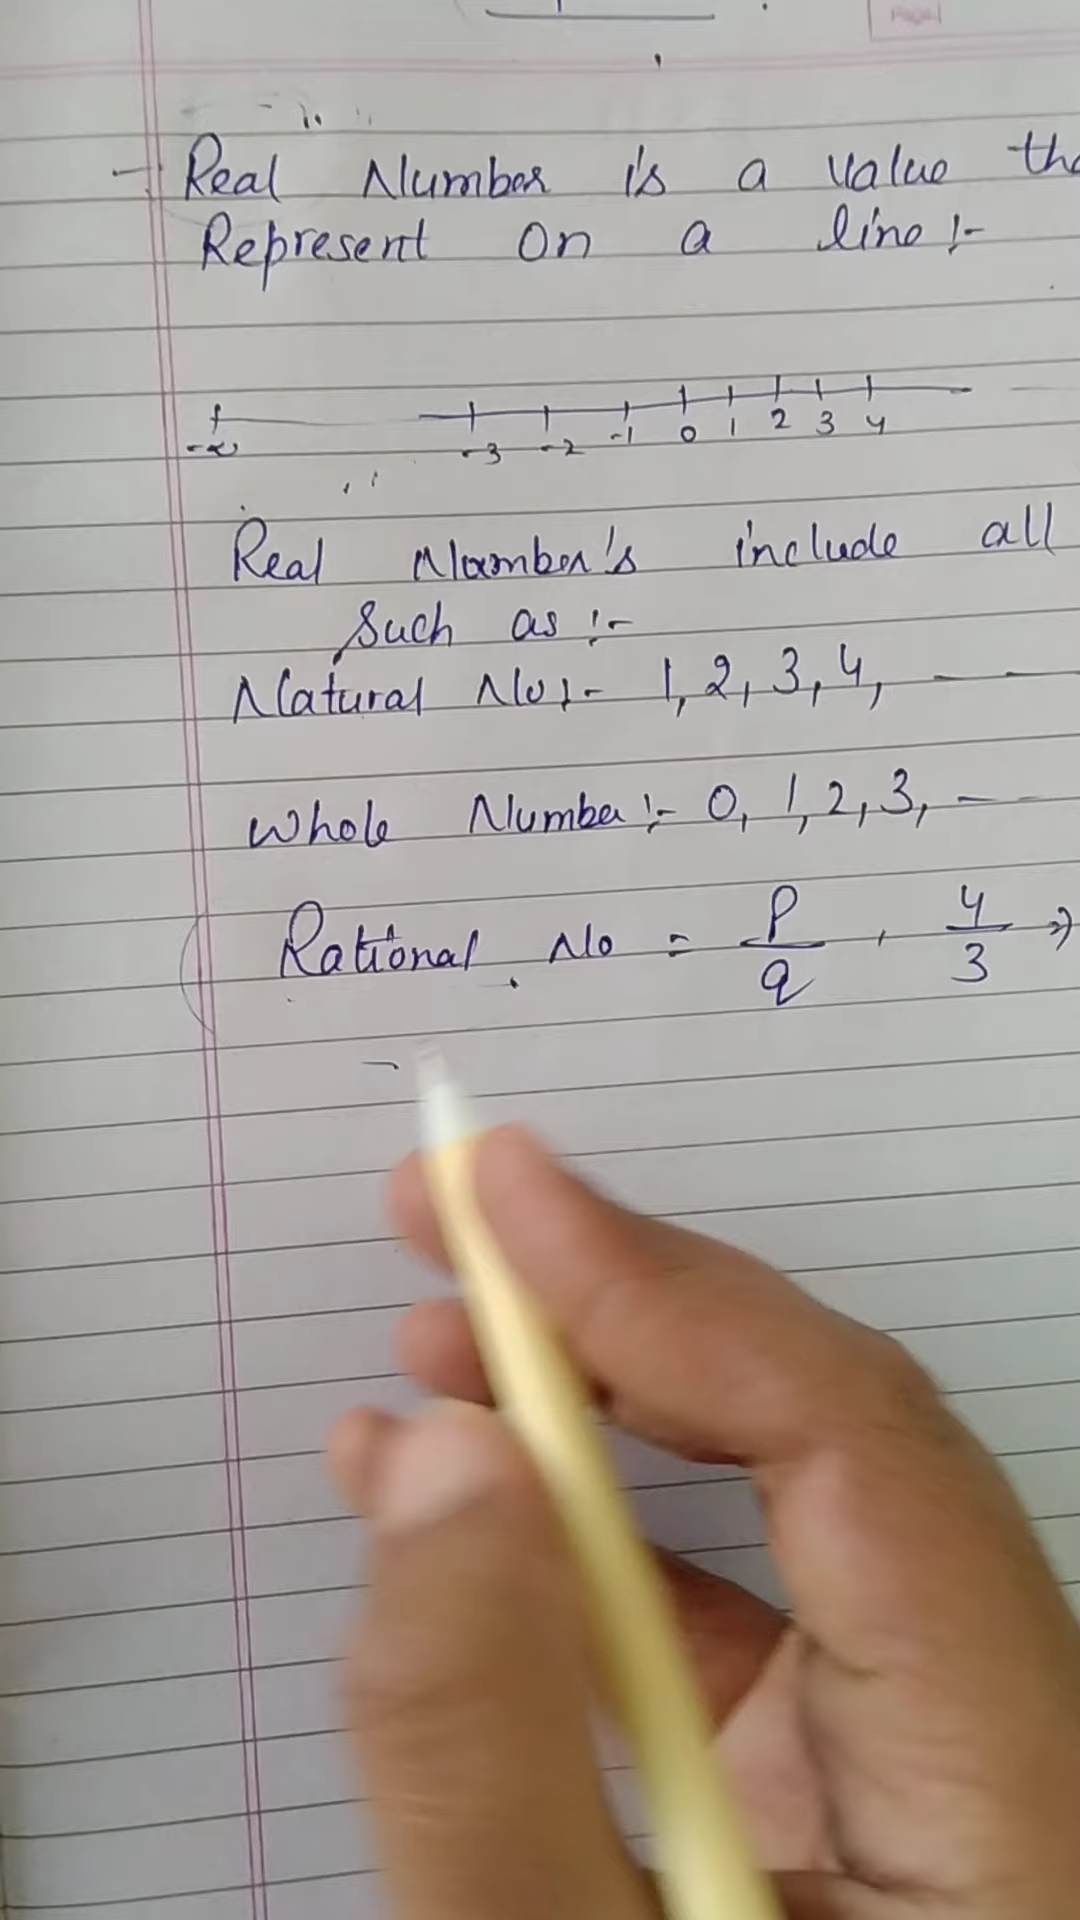 Page
Real Number is a value
Represent on a line :-
-∞ -3 -2 -1 0 1 2 3 4
Real Number's include all
Such as :-
Natural No :- 1, 2, 3, 4, - -
Whole Number :- 0, 1, 2, 3, - -
Rational No = P/q , 4/3 ⇒